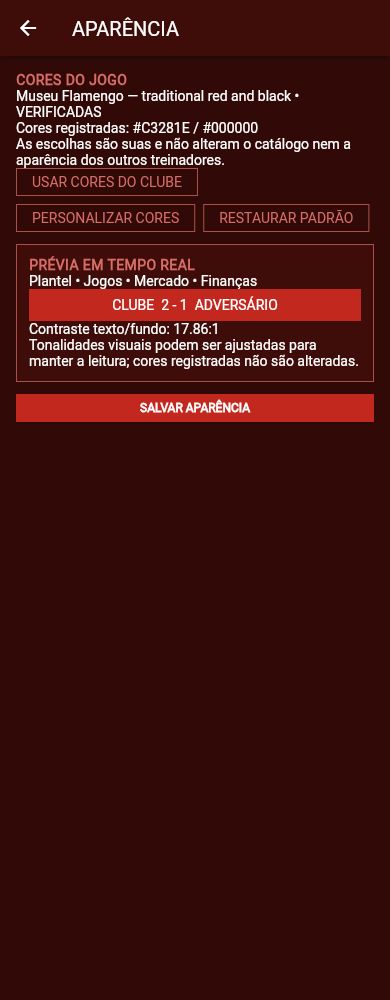 APARÊNCIA
CORES DO JOGO
Museu Flamengo — traditional red and black •
VERIFICADAS
Cores registradas: #C3281E / #000000
As escolhas são suas e não alteram o catálogo nem a
aparência dos outros treinadores.
USAR CORES DO CLUBE
PERSONALIZAR CORES
RESTAURAR PADRÃO
PRÉVIA EM TEMPO REAL
Plantel • Jogos • Mercado • Finanças
CLUBE 2 - 1 ADVERSÁRIO
Contraste texto/fundo: 17.86:1
Tonalidades visuais podem ser ajustadas para
manter a leitura; cores registradas não são alteradas.
SALVAR APARÊNCIA